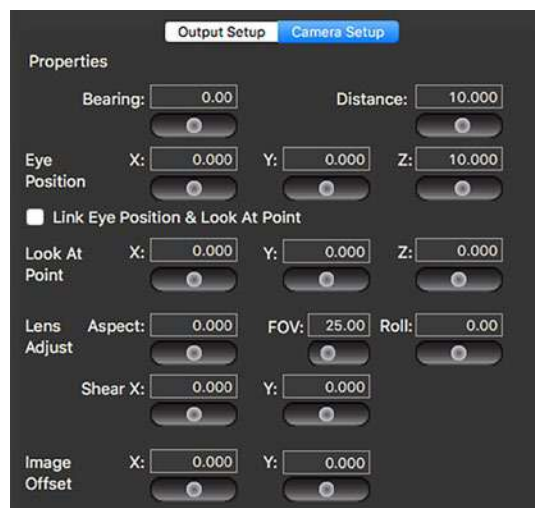 Output Setup Camera Setup
Properties
Bearing: 0.00 Distance: 10.000
Eye Position X: 0.000 Y: 0.000 Z: 10.000
Link Eye Position & Look At Point
Look At Point X: 0.000 Y: 0.000 Z: 0.000
Lens Adjust Aspect: 0.000 FOV: 25.00 Roll: 0.00
Shear X: 0.000 Y: 0.000
Image Offset X: 0.000 Y: 0.000